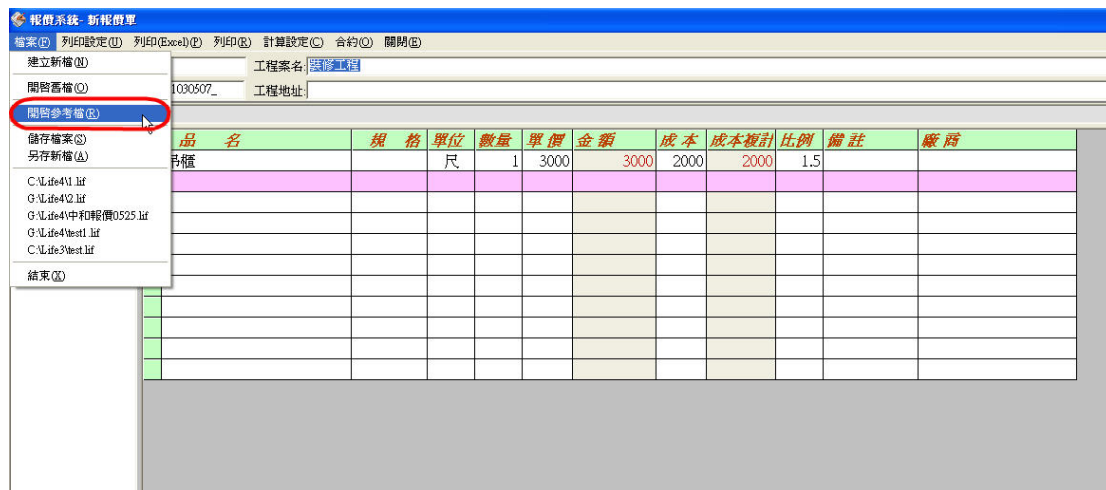 報價系統- 新報價單
檔案(F) 列印設定(U) 列印(Excel)(P) 列印(R) 計算設定(C) 合約(O) 關閉(E)
建立新檔(N)
開啓舊檔(O)
開啓參考檔(R)
儲存檔案(S)
另存新檔(A)
C:\Life4\1.lif
G:\Life4\2.lif
G:\Life4\中和報價0525.lif
G:\Life4\test1.lif
C:\Life3\test.lif
結束(X)
工程案名: 裝修工程
1030507_ 工程地址:
品 名 規 格 單位 數量 單價 金額 成本 成本複計 比例 備註 廠商
吊櫃 尺 1 3000 3000 2000 2000 1.5